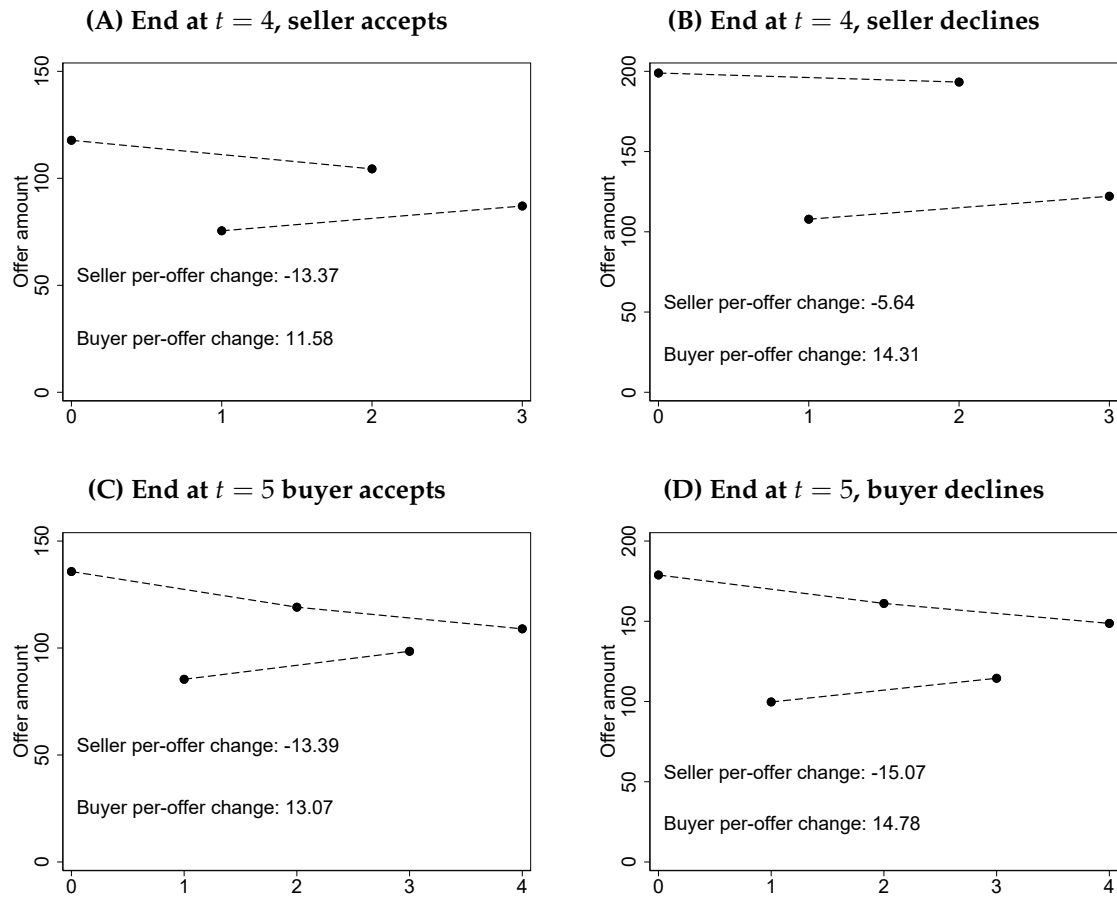 (A) End at t = 4, seller accepts
150
100
50
0
Offer amount
Seller per-offer change: -13.37
Buyer per-offer change: 11.58
0 1 2 3
(B) End at t = 4, seller declines
200
150
100
50
0
Offer amount
Seller per-offer change: -5.64
Buyer per-offer change: 14.31
0 1 2 3
(C) End at t = 5 buyer accepts
150
100
50
0
Offer amount
Seller per-offer change: -13.39
Buyer per-offer change: 13.07
0 1 2 3 4
(D) End at t = 5, buyer declines
200
150
100
50
0
Offer amount
Seller per-offer change: -15.07
Buyer per-offer change: 14.78
0 1 2 3 4